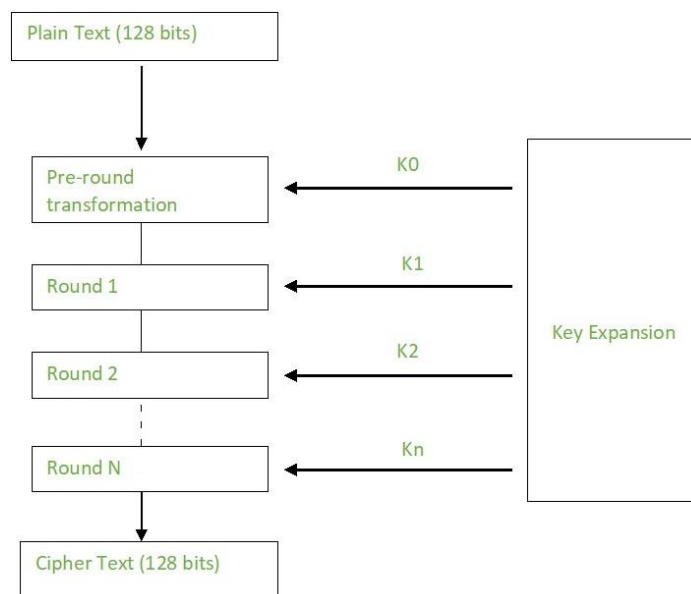 Plain Text (128 bits)
Pre-round
transformation
K0
Round 1
K1
Key Expansion
Round 2
K2
Round N
Kn
Cipher Text (128 bits)